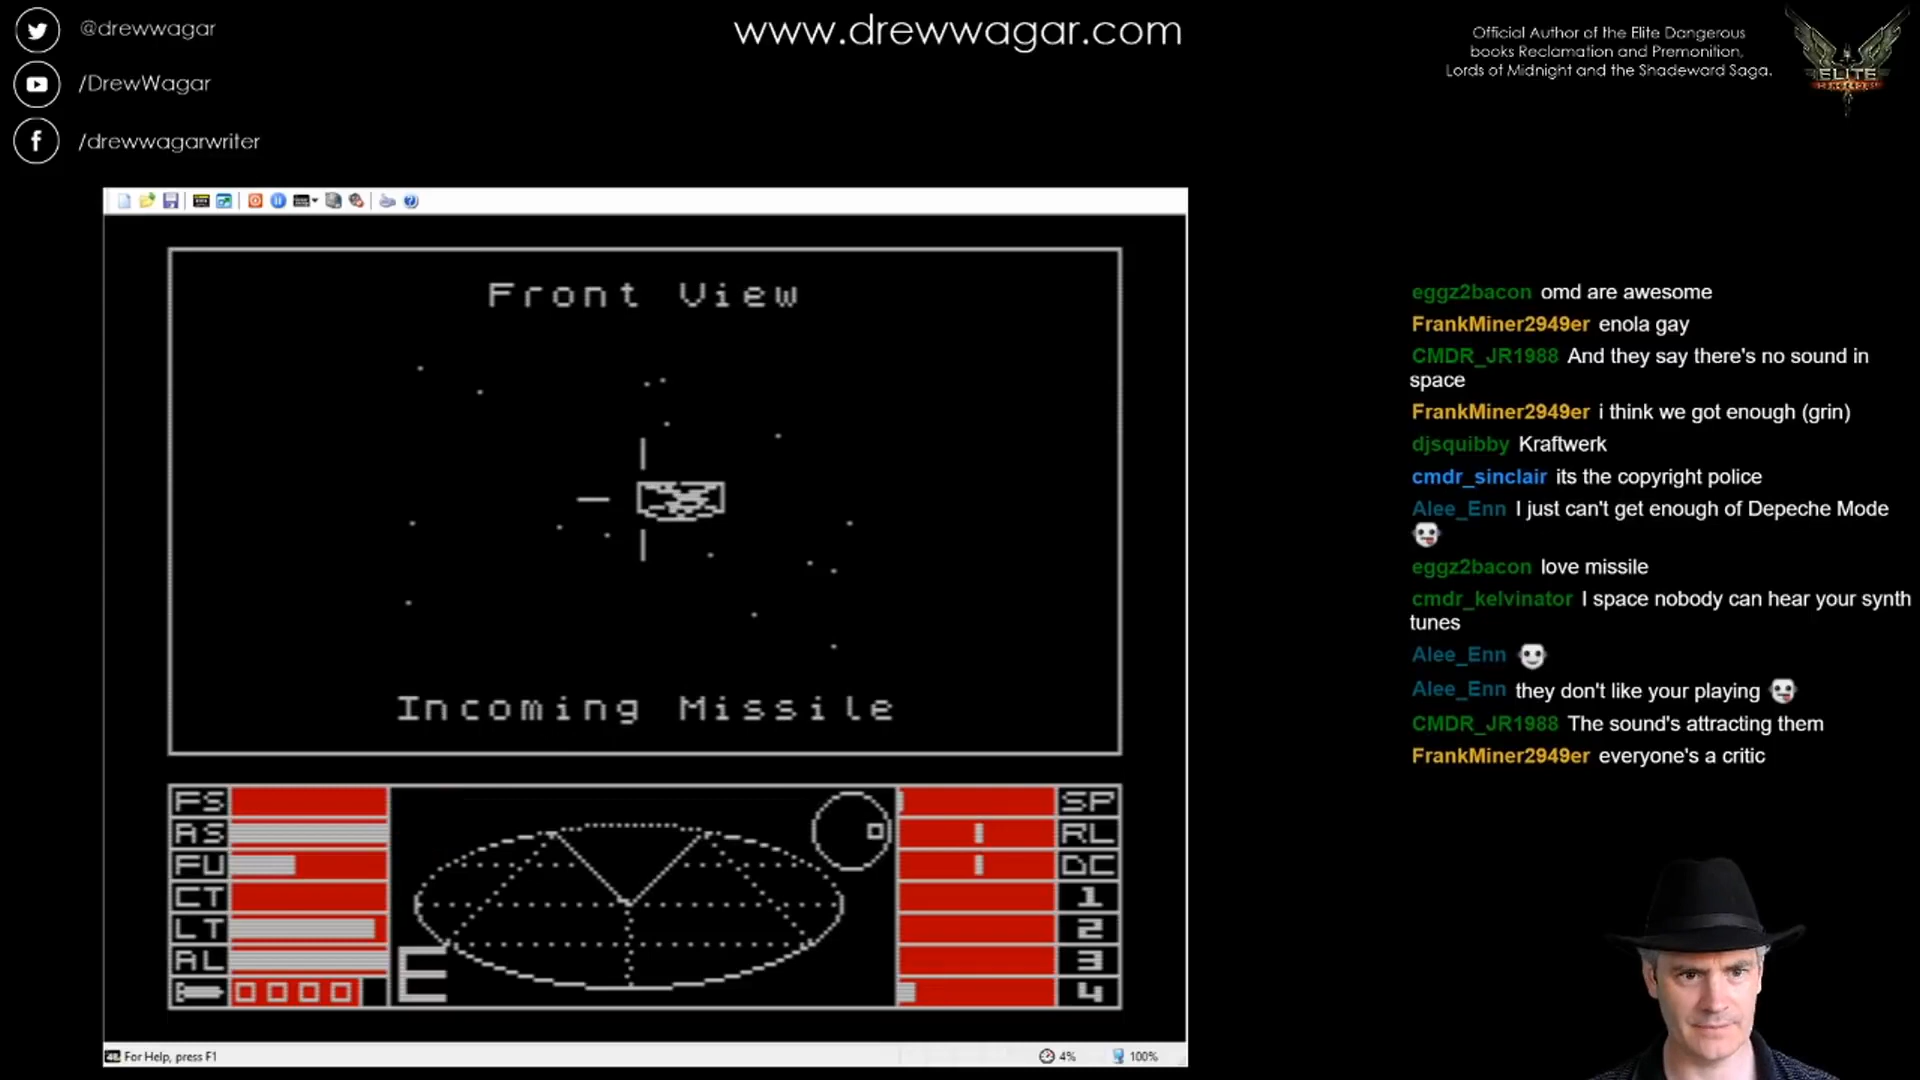 @drewwagar
/DrewWagar
/drewwagarwriter
www.drewwagar.com
Official Author of the Elite Dangerous
books Reclamation and Premonition,
Lords of Midnight and the Shadeward Saga.
ELITE
DANGEROUS
Front View
Incoming Missile
FS
AS
FU
CT
LT
AL
E
SP
RL
DC
1
2
3
4
For Help, press F1
4%
100%
eggz2bacon omd are awesome
FrankMiner2949er enola gay
CMDR_JR1988 And they say there's no sound in
space
FrankMiner2949er i think we got enough (grin)
djsquibby Kraftwerk
cmdr_sinclair its the copyright police
Alee_Enn I just can't get enough of Depeche Mode
eggz2bacon love missile
cmdr_kelvinator I space nobody can hear your synth
tunes
Alee_Enn
Alee_Enn they don't like your playing
CMDR_JR1988 The sound's attracting them
FrankMiner2949er everyone's a critic